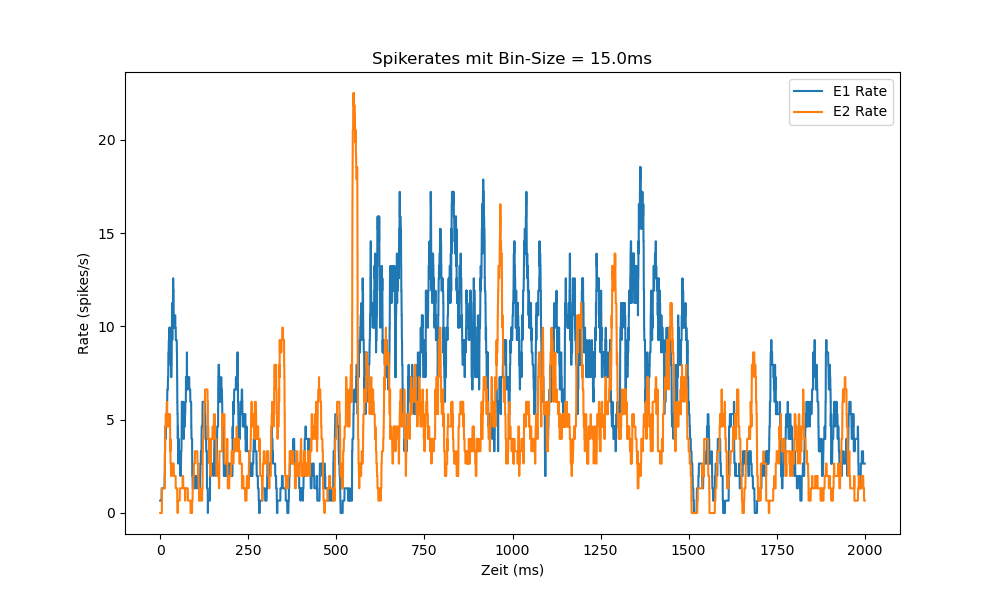 Spikerates mit Bin-Size = 15.0ms
E1 Rate
E2 Rate
20
15
10
5
0
Rate (spikes/s)
0 250 500 750 1000 1250 1500 1750 2000
Zeit (ms)